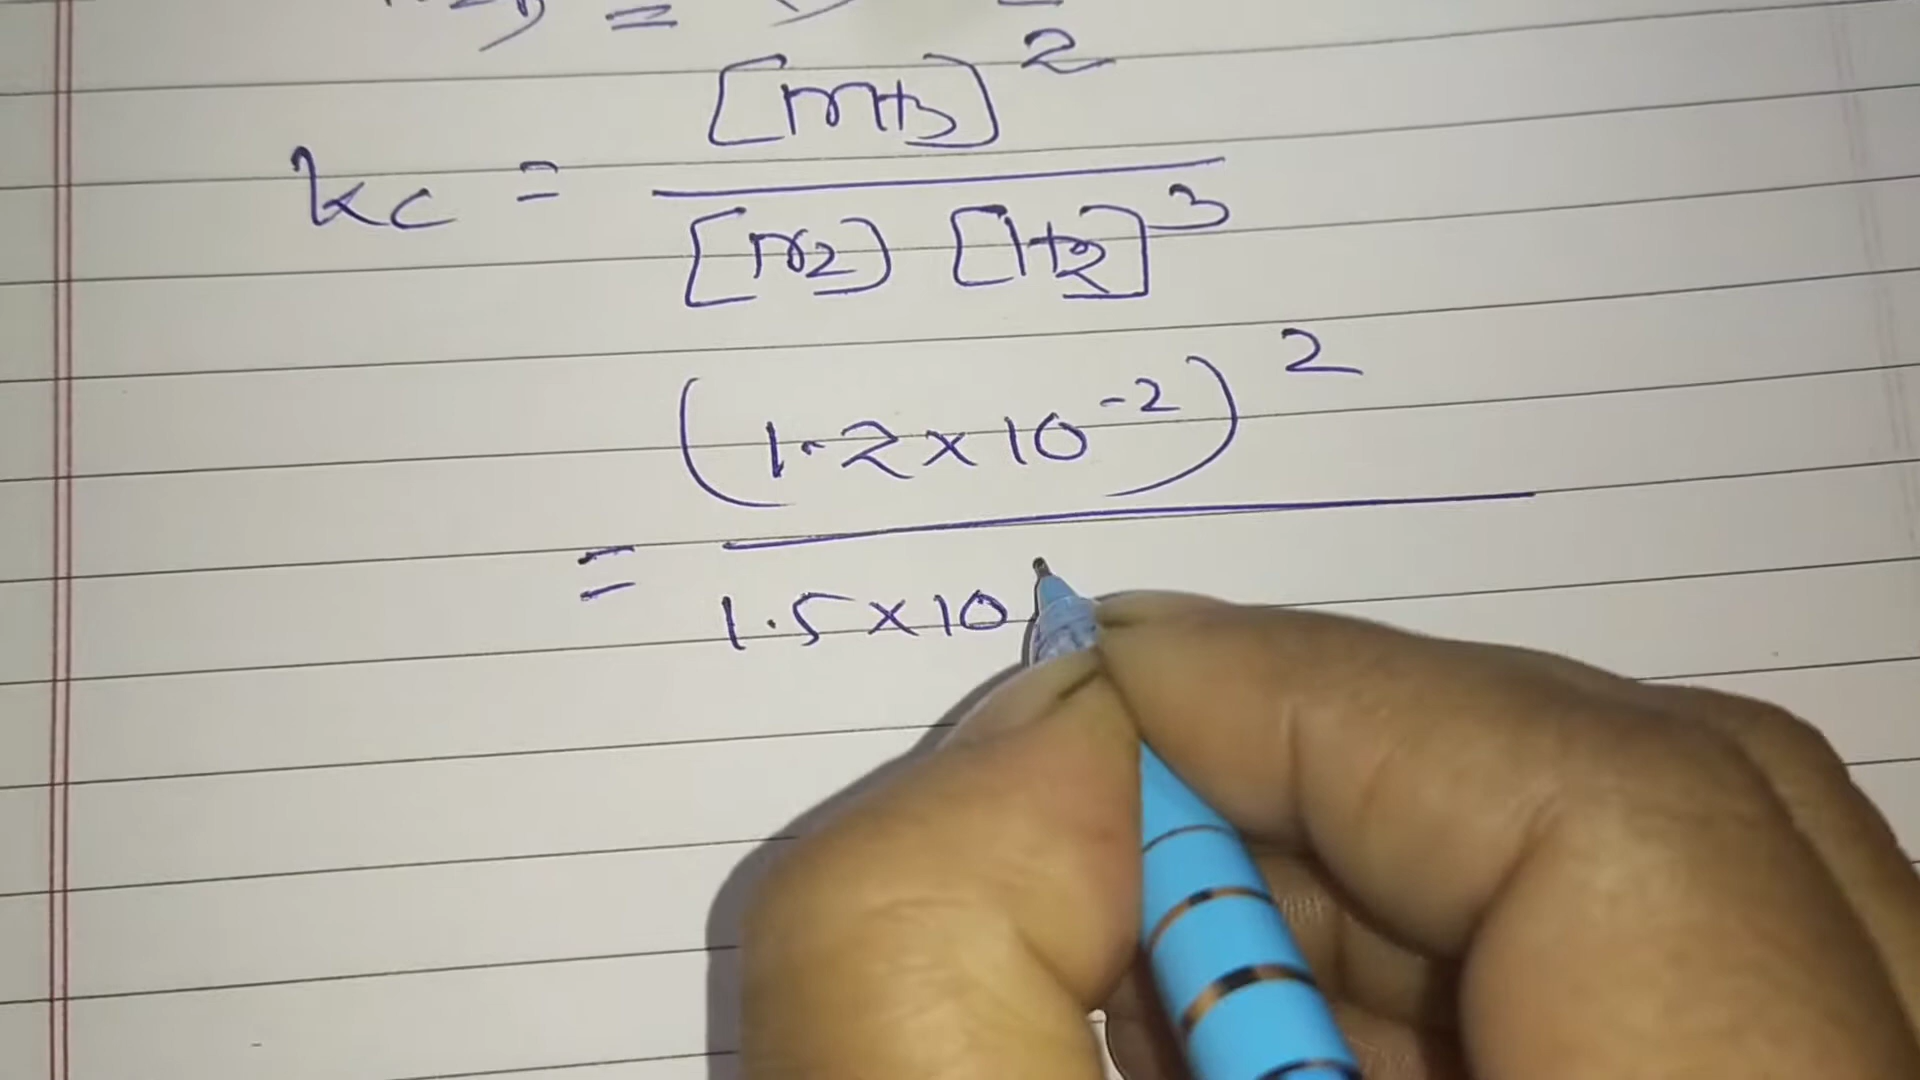 kc = [NH3]^2 / [N2] [H2]^3
= (1.2 x 10^-2)^2 / 1.5 x 10